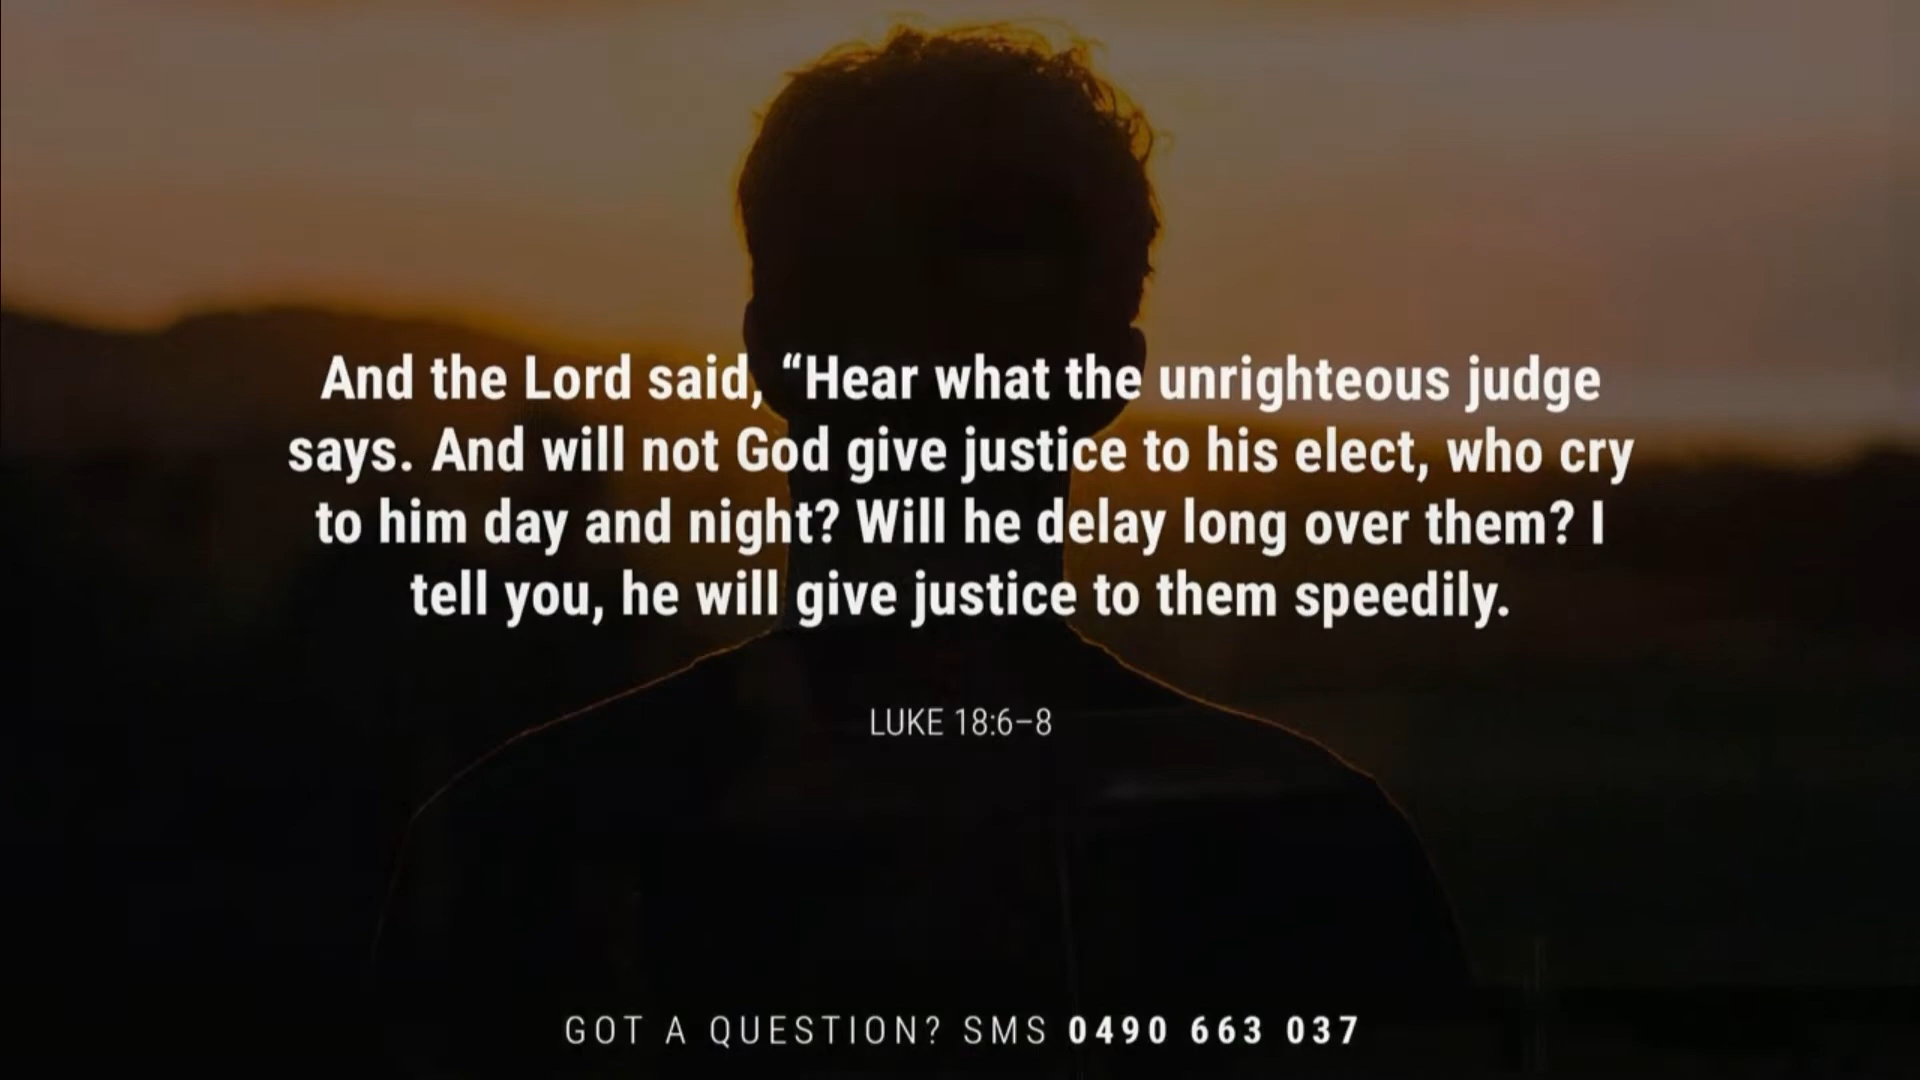 And the Lord said, “Hear what the unrighteous judge
says. And will not God give justice to his elect, who cry
to him day and night? Will he delay long over them? I
tell you, he will give justice to them speedily.
LUKE 18:6–8
GOT A QUESTION? SMS 0490 663 037